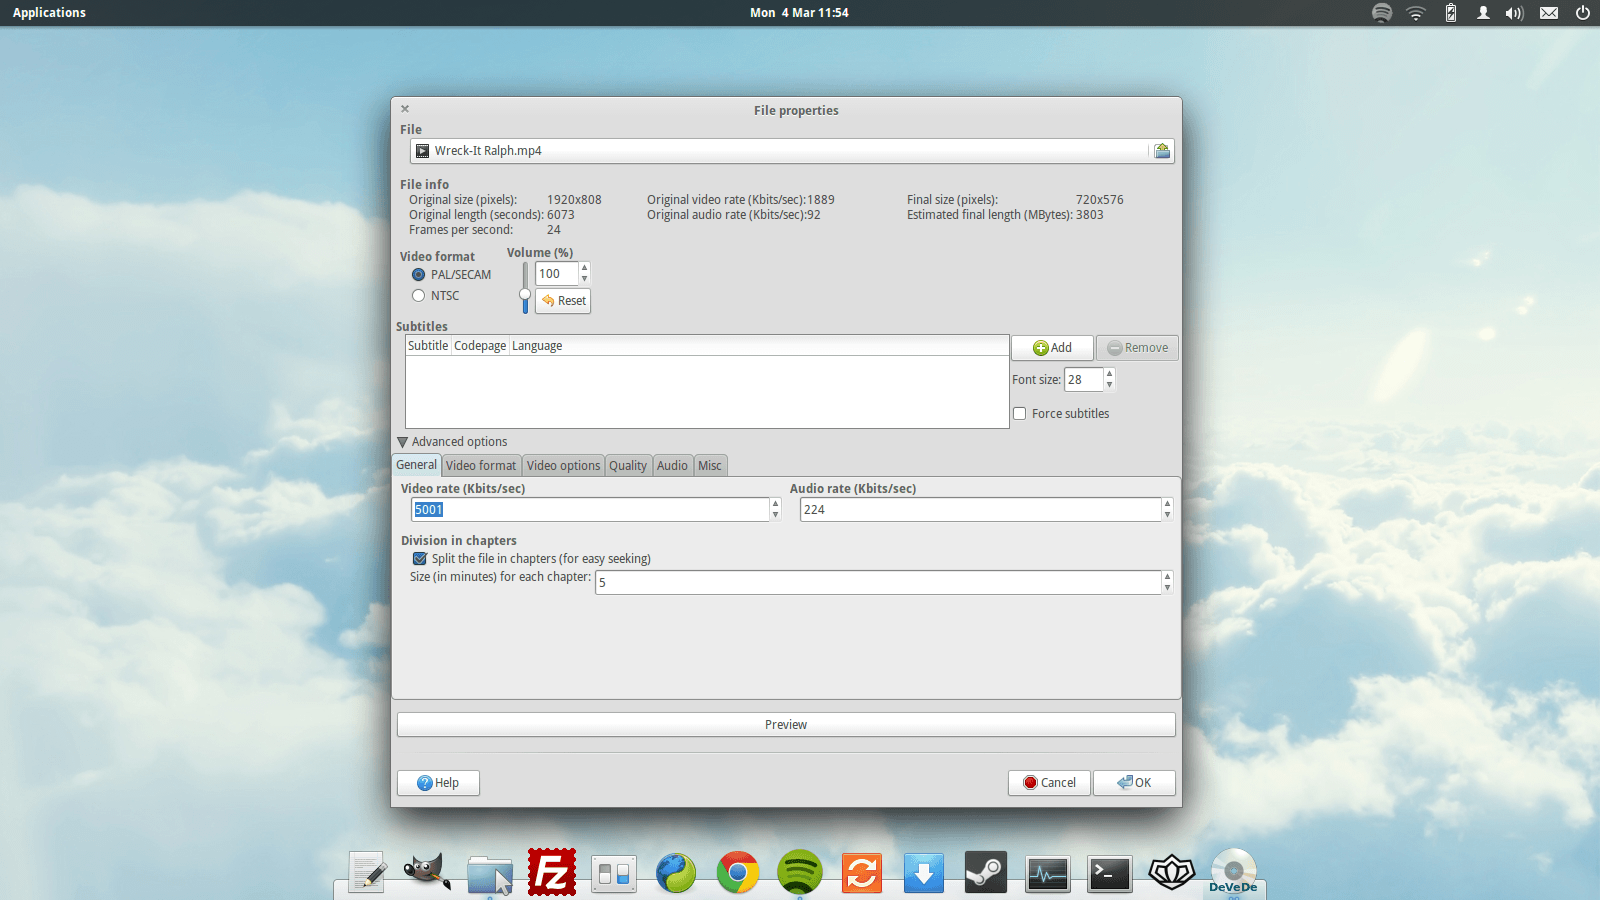 Applications Mon 4 Mar 11:54
File properties
File
Wreck-It Ralph.mp4
File info
Original size (pixels): 1920x808 Original video rate (Kbits/sec):1889 Final size (pixels): 720x576
Original length (seconds): 6073 Original audio rate (Kbits/sec):92 Estimated final length (MBytes): 3803
Frames per second: 24
Video format Volume (%)
PAL/SECAM 100
NTSC Reset
Subtitles
Subtitle Codepage Language Add Remove
Font size: 28
Force subtitles
Advanced options
General Video format Video options Quality Audio Misc
Video rate (Kbits/sec) Audio rate (Kbits/sec)
5001 224
Division in chapters
Split the file in chapters (for easy seeking)
Size (in minutes) for each chapter: 5
Preview
Help Cancel OK
FZ
DeVeDe